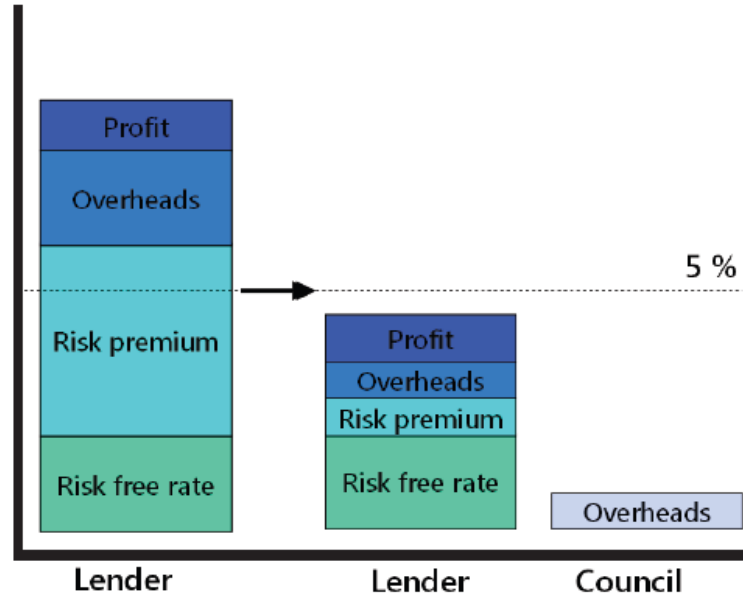 Profit
Overheads
Risk premium
Risk free rate
5 %
Profit
Overheads
Risk premium
Risk free rate
Overheads
Lender
Lender
Council